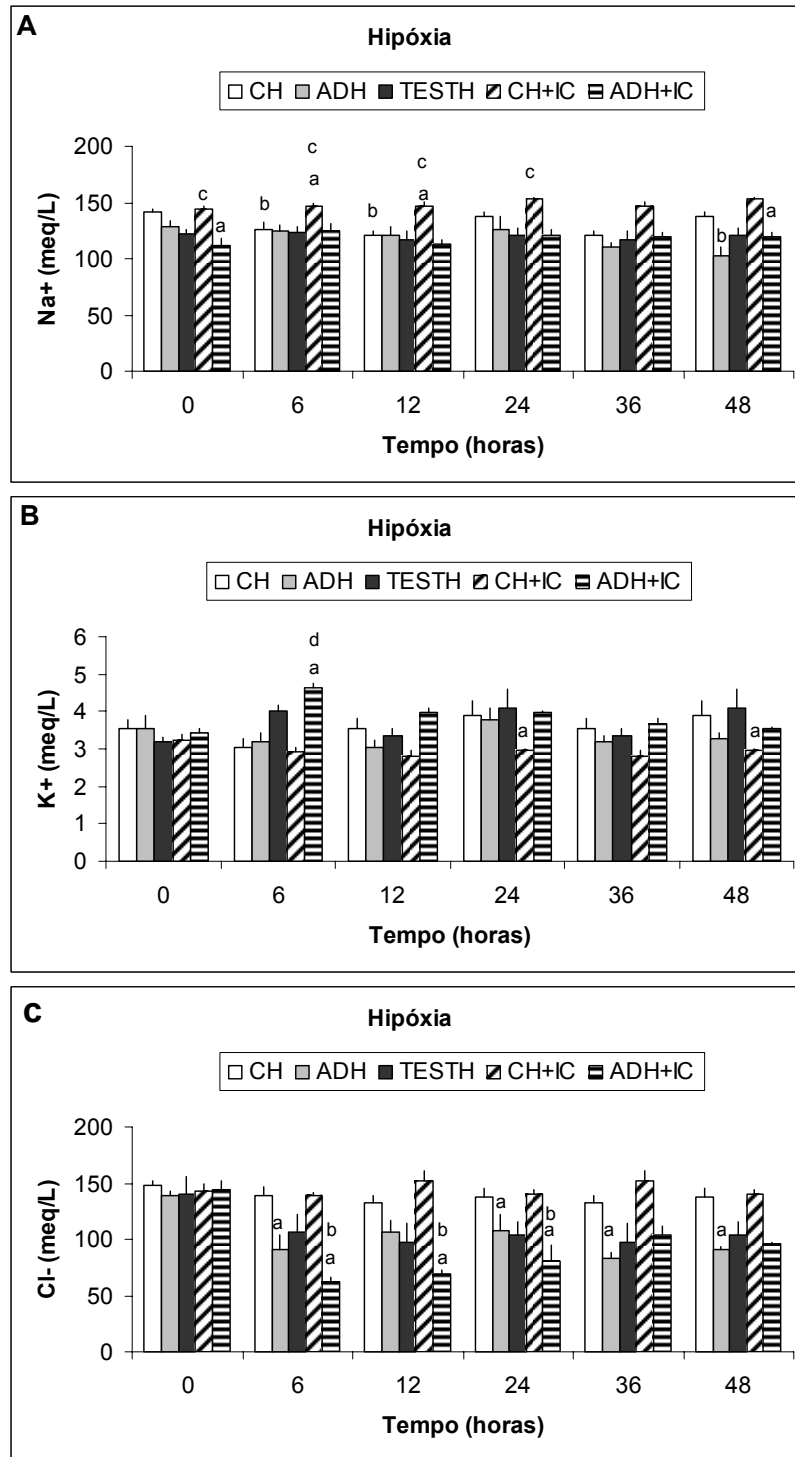 A
Hipóxia
CH ADH TESTH CH+IC ADH+IC
200
150
100
50
0
Na+ (meq/L)
c a b c a b c a c b a
0 6 12 24 36 48
Tempo (horas)
B
Hipóxia
CH ADH TESTH CH+IC ADH+IC
6
5
4
3
2
1
0
K+ (meq/L)
d a a a
0 6 12 24 36 48
Tempo (horas)
C
Hipóxia
CH ADH TESTH CH+IC ADH+IC
200
150
100
50
0
Cl- (meq/L)
a b a b a a b a a a
0 6 12 24 36 48
Tempo (horas)